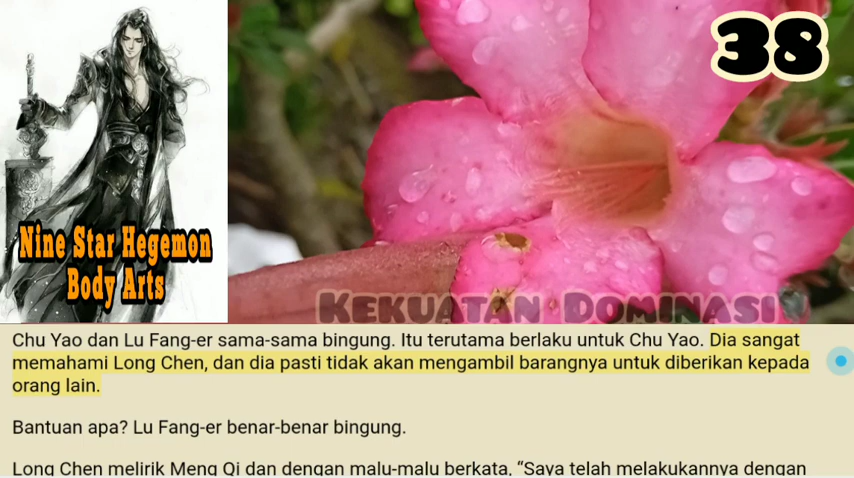 38
Nine Star Hegemon
Body Arts
Kekuatan Dominasi
Chu Yao dan Lu Fang-er sama-sama bingung. Itu terutama berlaku untuk Chu Yao. Dia sangat
memahami Long Chen, dan dia pasti tidak akan mengambil barangnya untuk diberikan kepada
orang lain.
Bantuan apa? Lu Fang-er benar-benar bingung.
Long Chen melirik Meng Qi dan dengan malu-malu berkata, “Saya telah melakukannya dengan